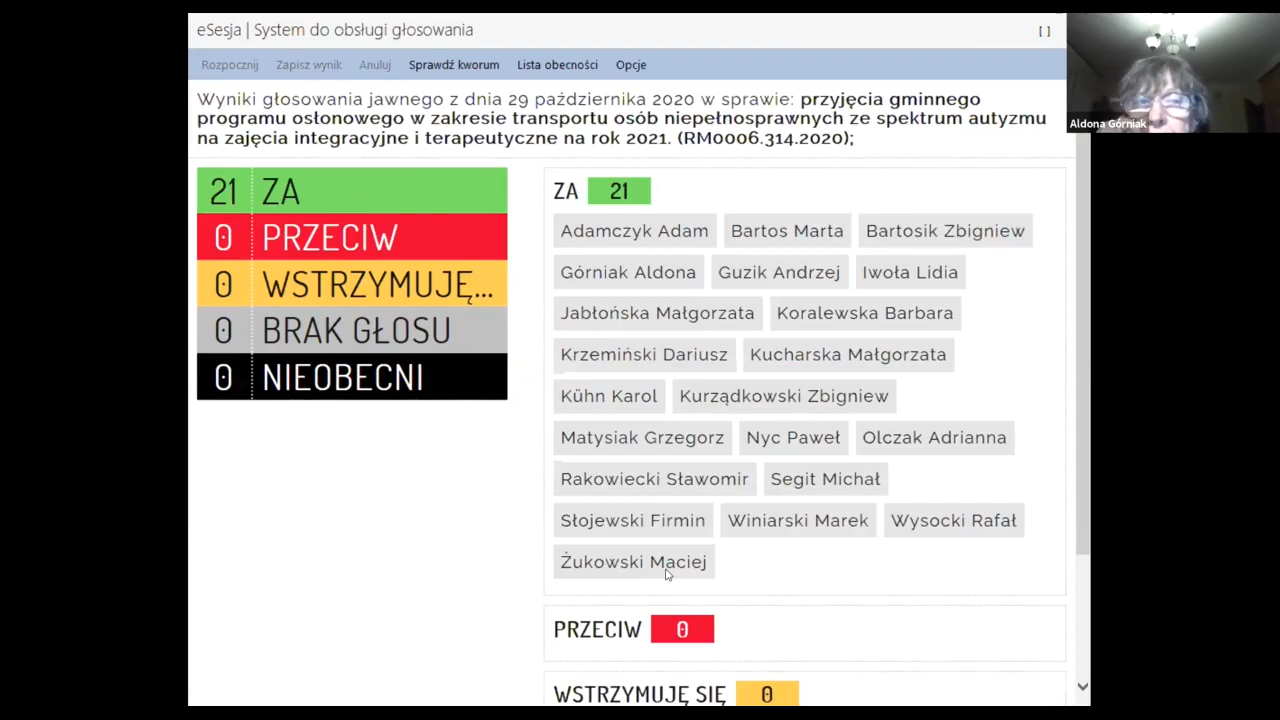 eSesja | System do obsługi głosowania
[ ]
Rozpocznij Zapisz wynik Anuluj Sprawdź kworum Lista obecności Opcje
Aldona Górniak
Wyniki głosowania jawnego z dnia 29 października 2020 w sprawie: przyjęcia gminnego
programu osłonowego w zakresie transportu osób niepełnosprawnych ze spektrum autyzmu
na zajęcia integracyjne i terapeutyczne na rok 2021. (RM0006.314.2020);
21 ZA
0 PRZECIW
0 WSTRZYMUJĘ...
0 BRAK GŁOSU
0 NIEOBECNI
ZA 21
Adamczyk Adam Bartos Marta Bartosik Zbigniew
Górniak Aldona Guzik Andrzej Iwoła Lidia
Jabłońska Małgorzata Koralewska Barbara
Krzemiński Dariusz Kucharska Małgorzata
Kühn Karol Kurządkowski Zbigniew
Matysiak Grzegorz Nyc Paweł Olczak Adrianna
Rakowiecki Sławomir Segit Michał
Słojewski Firmin Winiarski Marek Wysocki Rafał
Żukowski Maciej
PRZECIW 0
WSTRZYMUJĘ SIĘ 0